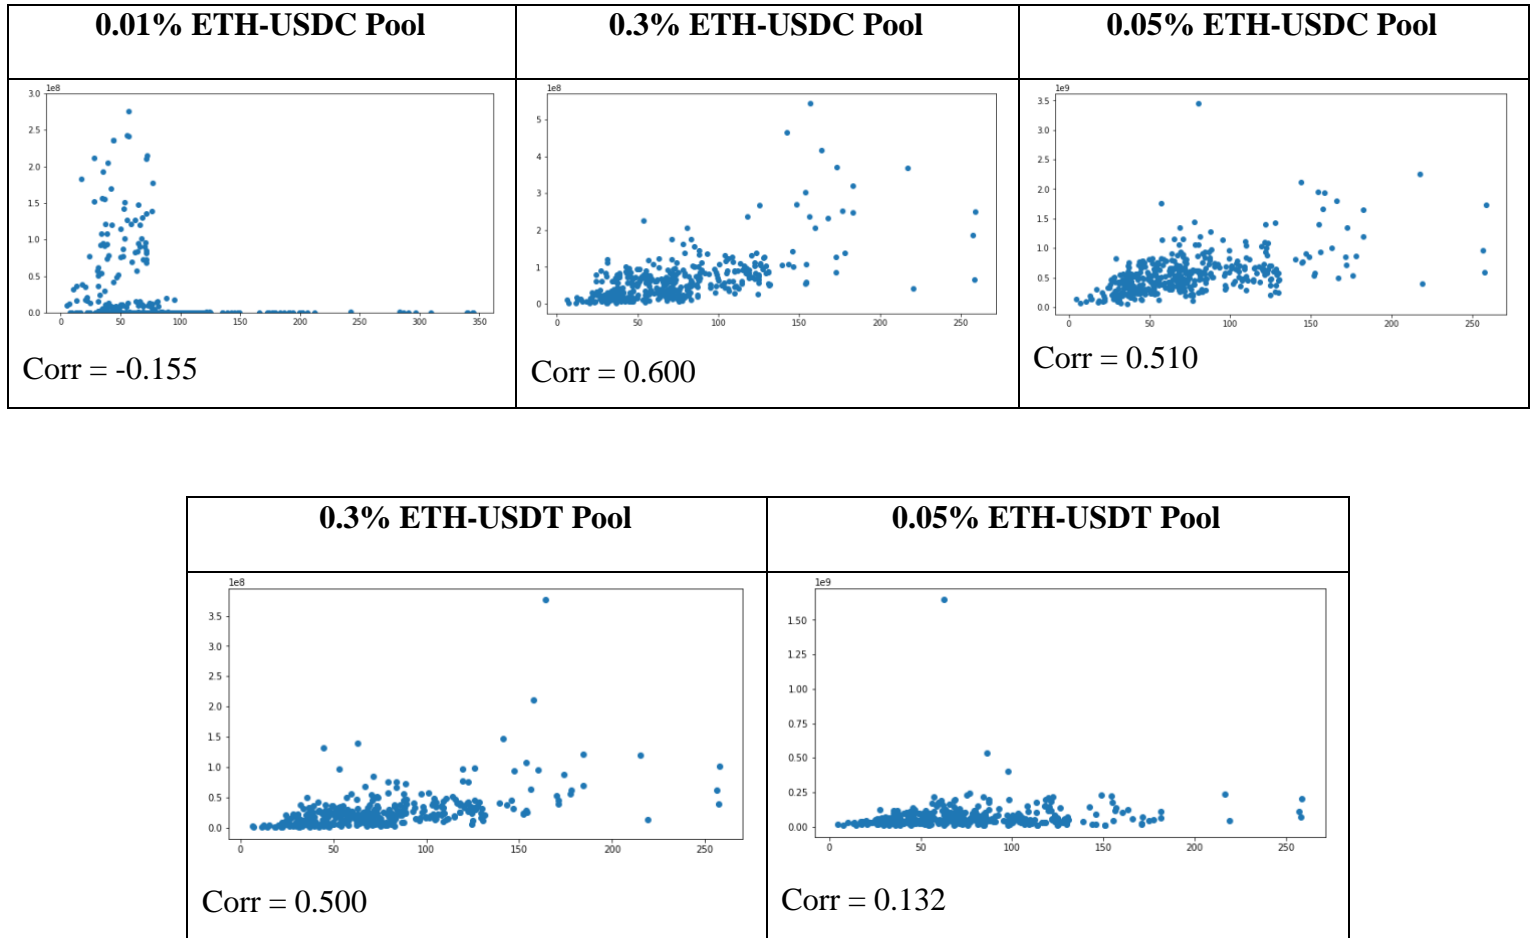 0.01% ETH-USDC Pool
0.3% ETH-USDC Pool
0.05% ETH-USDC Pool
1e8
3.0
2.5
2.0
1.5
1.0
0.5
0.0
0 50 100 150 200 250 300 350
Corr = -0.155
1e8
5
4
3
2
1
0
0 50 100 150 200 250
Corr = 0.600
1e9
3.5
3.0
2.5
2.0
1.5
1.0
0.5
0.0
0 50 100 150 200 250
Corr = 0.510
0.3% ETH-USDT Pool
0.05% ETH-USDT Pool
1e8
3.5
3.0
2.5
2.0
1.5
1.0
0.5
0.0
0 50 100 150 200 250
Corr = 0.500
1e9
1.50
1.25
1.00
0.75
0.50
0.25
0.00
0 50 100 150 200 250
Corr = 0.132